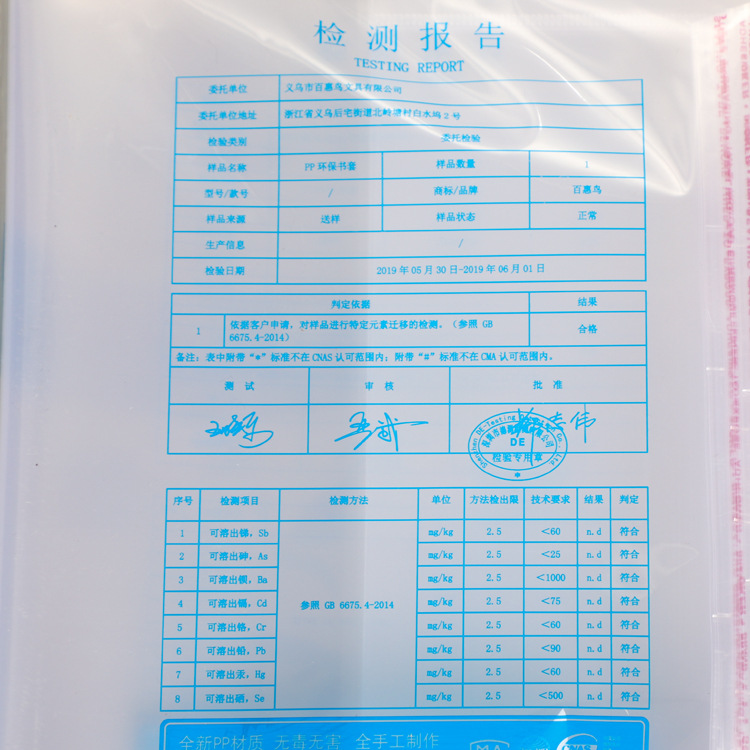 检测报告
TESTING REPORT
委托单位 义乌市百惠鸟文具有限公司
委托单位地址 浙江省义乌后宅街道北岭塘村白水坞2号
检验类别 委托检验
样品名称 PP环保书套 样品数量 1
型号/款号 / 商标/品牌 百惠鸟
样品来源 送样 样品状态 正常
生产信息 /
检验日期 2019年05月30日-2019年06月01日
判定依据 结果
1 依据客户申请，对样品进行特定元素迁移的检测。（参照 GB 合格
6675.4-2014）
备注：表中附带“*”标准不在CNAS认可范围内；附带“#”标准不在CMA认可范围内。
测 试 审 核 批 准
DE
检验专用章
序号 检测项目 检测方法 单位 方法检出限 技术要求 结果 判定
1 可溶出锑，Sb mg/kg 2.5 ＜60 n.d 符合
2 可溶出砷，As mg/kg 2.5 ＜25 n.d 符合
3 可溶出钡，Ba mg/kg 2.5 ＜1000 n.d 符合
4 可溶出镉，Cd 参照 GB 6675.4-2014 mg/kg 2.5 ＜75 n.d 符合
5 可溶出铬，Cr mg/kg 2.5 ＜60 n.d 符合
6 可溶出铅，Pb mg/kg 2.5 ＜90 n.d 符合
7 可溶出汞，Hg mg/kg 2.5 ＜60 n.d 符合
8 可溶出硒，Se mg/kg 2.5 ＜500 n.d 符合
全新PP材质 无毒无害 全手工制作
MA